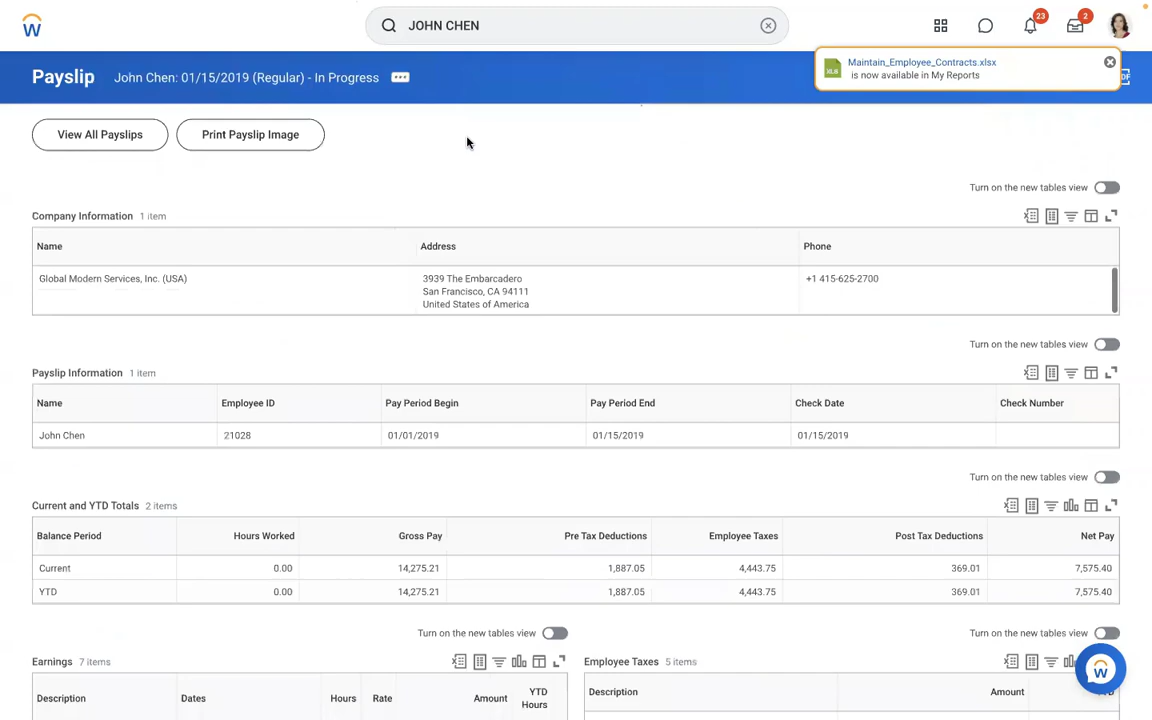 W
JOHN CHEN
23
2
Payslip
John Chen: 01/15/2019 (Regular) - In Progress
XLS
Maintain_Employee_Contracts.xlsx
is now available in My Reports
View All Payslips
Print Payslip Image
Turn on the new tables view
Company Information 1 item
Name Address Phone
Global Modern Services, Inc. (USA) 3939 The Embarcadero +1 415-625-2700
San Francisco, CA 94111
United States of America
Turn on the new tables view
Payslip Information 1 item
Name Employee ID Pay Period Begin Pay Period End Check Date Check Number
John Chen 21028 01/01/2019 01/15/2019 01/15/2019
Turn on the new tables view
Current and YTD Totals 2 items
Balance Period Hours Worked Gross Pay Pre Tax Deductions Employee Taxes Post Tax Deductions Net Pay
Current 0.00 14,275.21 1,887.05 4,443.75 369.01 7,575.40
YTD 0.00 14,275.21 1,887.05 4,443.75 369.01 7,575.40
Turn on the new tables view Turn on the new tables view
Earnings 7 items Employee Taxes 5 items
Description Dates Hours Rate Amount YTD Hours
Description Amount
W